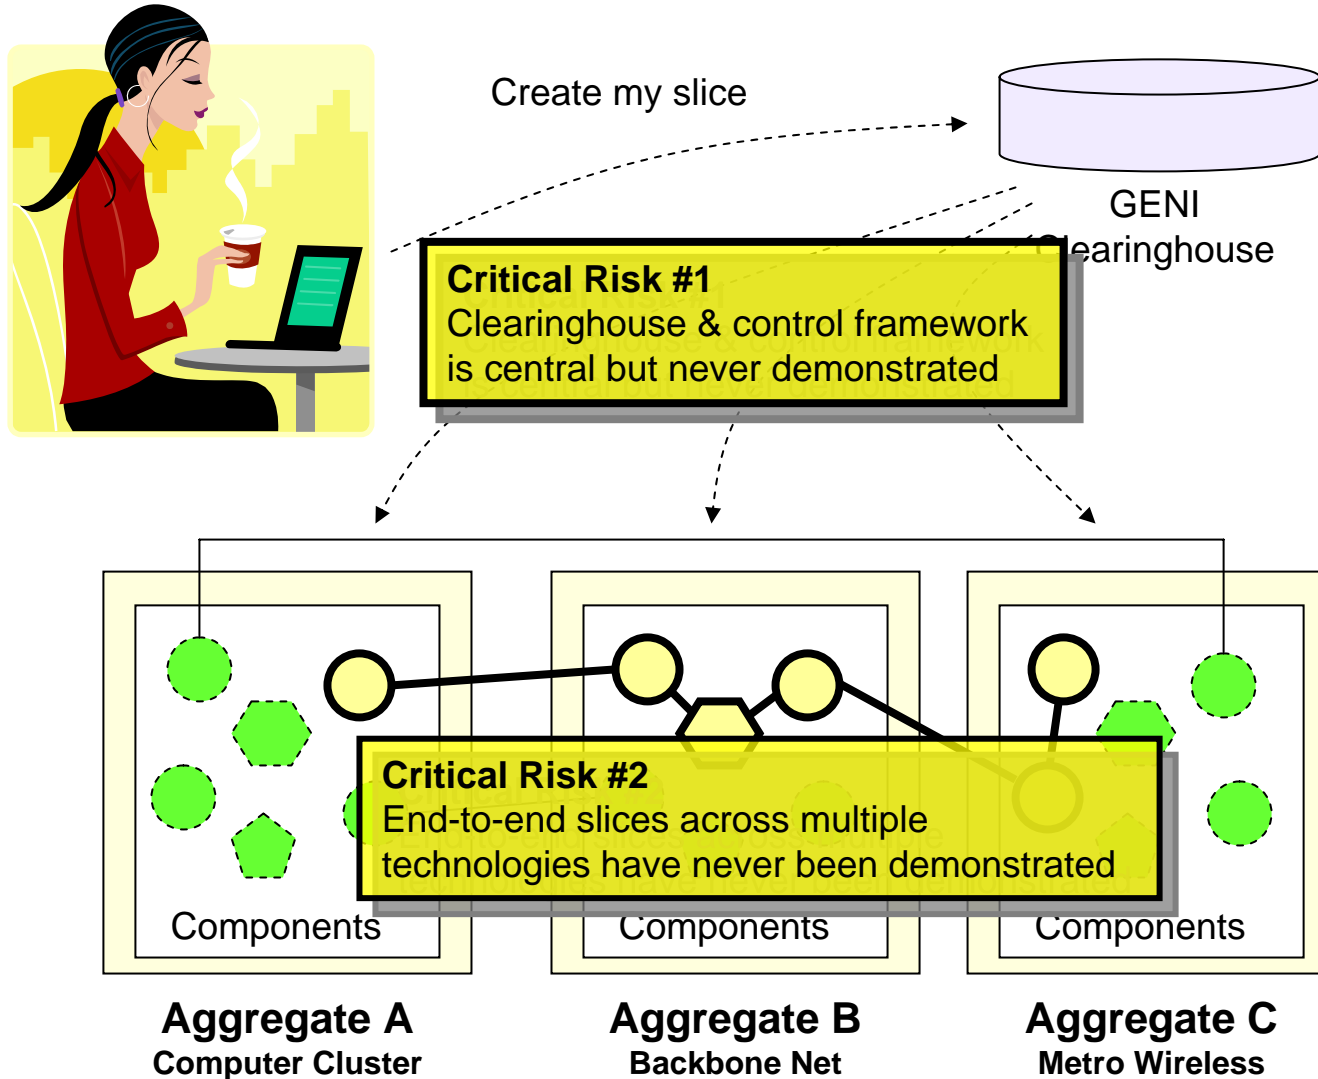 Create my slice
GENI
Clearinghouse
Critical Risk #1
Clearinghouse & control framework
is central but never demonstrated
Critical Risk #2
End-to-end slices across multiple
technologies have never been demonstrated
Components
Components
Components
Aggregate A
Computer Cluster
Aggregate B
Backbone Net
Aggregate C
Metro Wireless